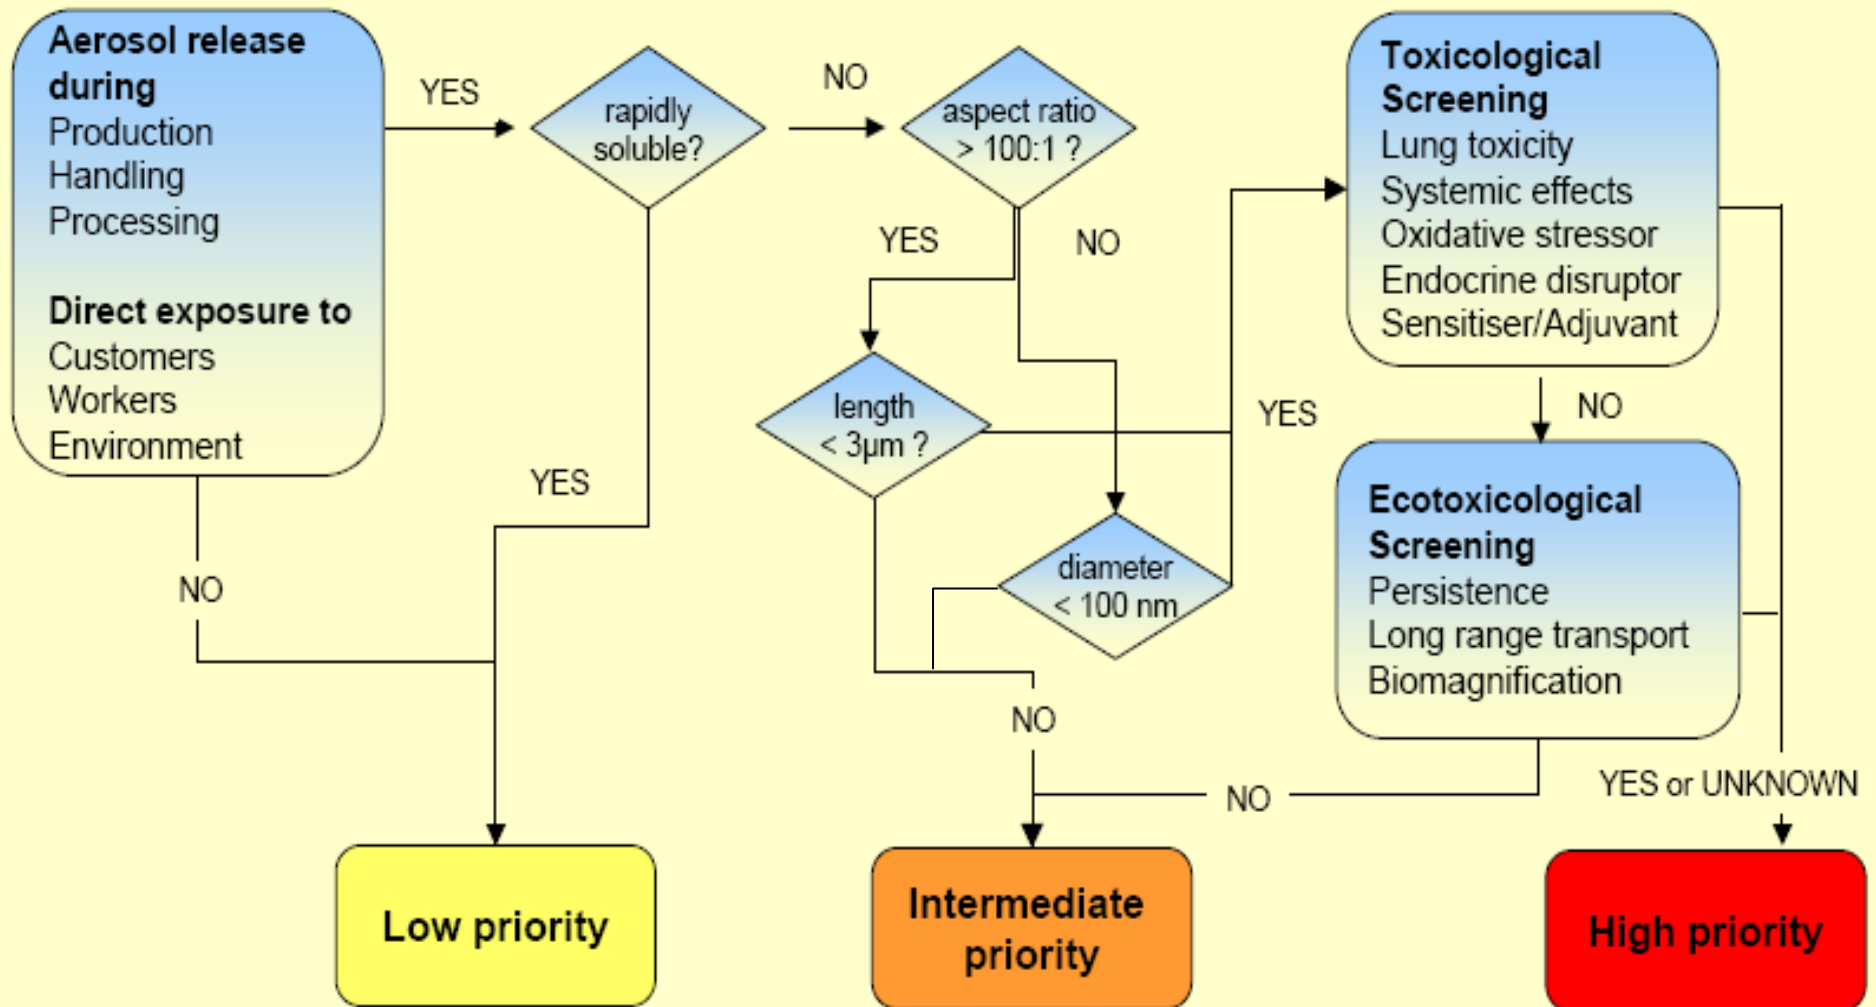 Aerosol release
during
Production
Handling
Processing
Direct exposure to
Customers
Workers
Environment
YES
rapidly
soluble?
NO
aspect ratio
> 100:1 ?
YES
NO
length
< 3µm ?
YES
diameter
< 100 nm
Toxicological
Screening
Lung toxicity
Systemic effects
Oxidative stressor
Endocrine disruptor
Sensitiser/Adjuvant
NO
Ecotoxicological
Screening
Persistence
Long range transport
Biomagnification
YES
NO
NO
NO
YES or UNKNOWN
Low priority
Intermediate
priority
High priority